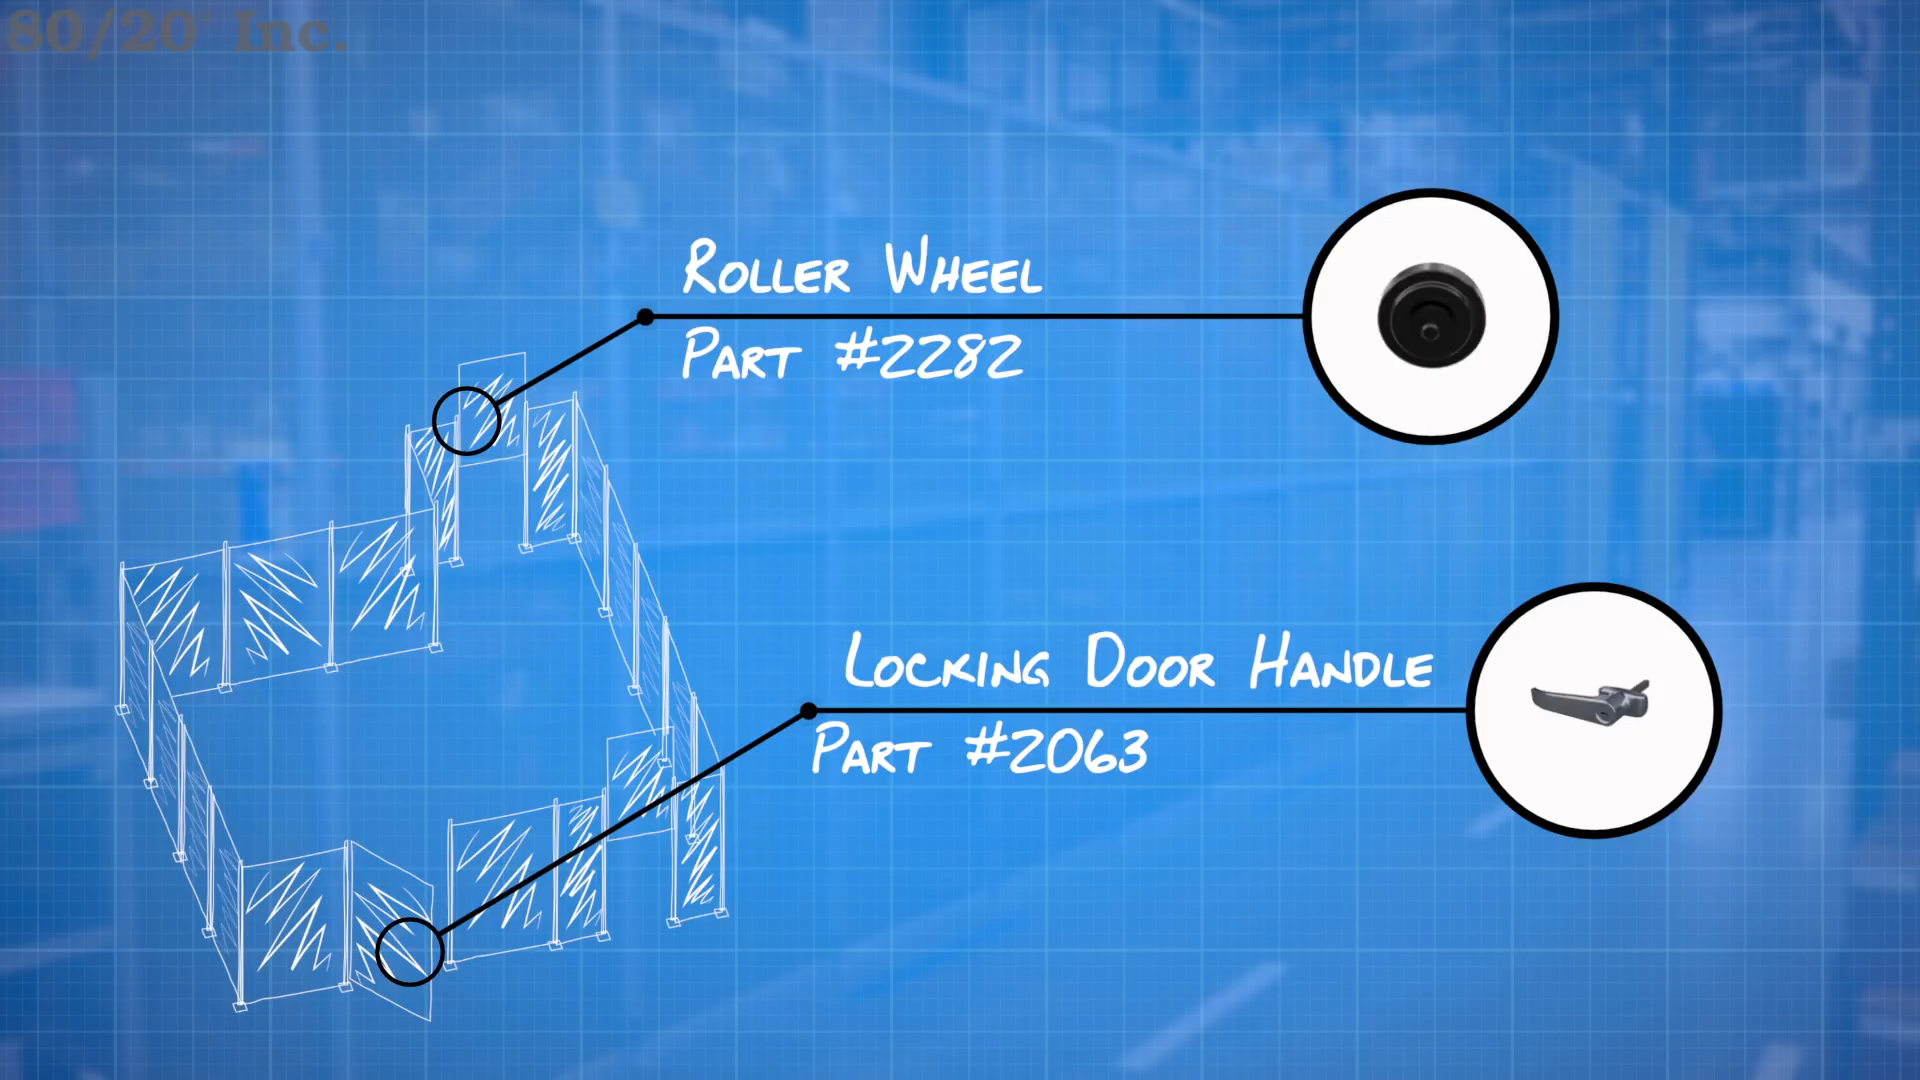 80/20® Inc.
Roller Wheel
Part #2282
Locking Door Handle
Part #2063